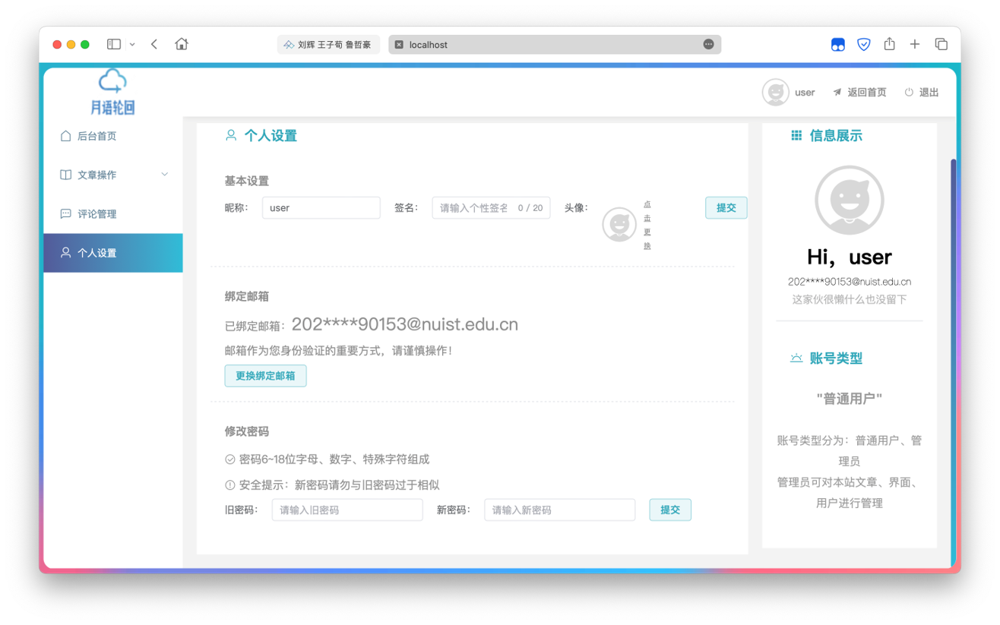 刘辉 王子荀 鲁哲豪
localhost
月语轮回
user
返回首页
退出
后台首页
文章操作
评论管理
个人设置
个人设置
基本设置
昵称： user 签名： 请输入个性签名 0 / 20 头像： 点击更换 提交
绑定邮箱
已绑定邮箱：202****90153@nuist.edu.cn
邮箱作为您身份验证的重要方式，请谨慎操作！
更换绑定邮箱
修改密码
密码6~18位字母、数字、特殊字符组成
安全提示：新密码请勿与旧密码过于相似
旧密码： 请输入旧密码 新密码： 请输入新密码 提交
信息展示
Hi，user
202****90153@nuist.edu.cn
这家伙很懒什么也没留下
账号类型
"普通用户"
账号类型分为：普通用户、管
理员
管理员可对本站文章、界面、
用户进行管理